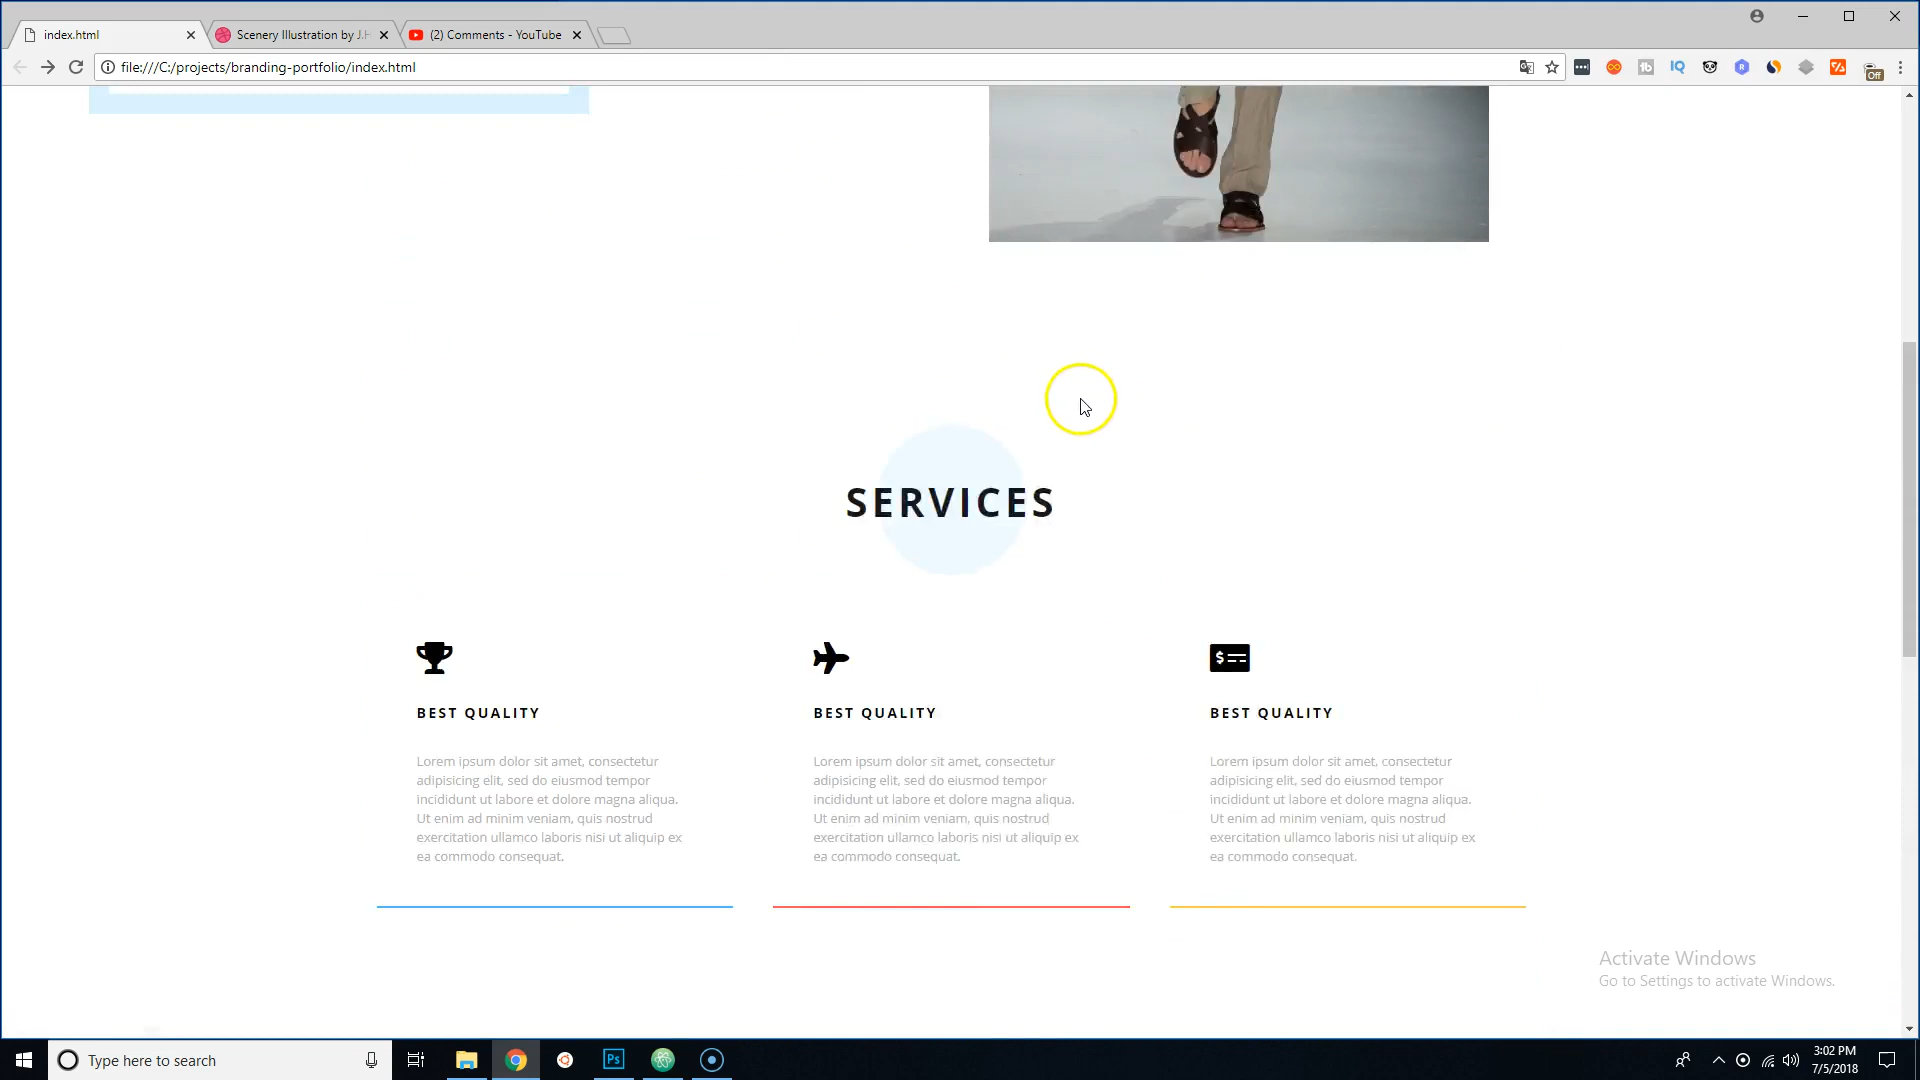 index.html
Scenery Illustration by J.H
(2) Comments - YouTube
file:///C:/projects/branding-portfolio/index.html
Off
SERVICES
BEST QUALITY
Lorem ipsum dolor sit amet, consectetur
adipisicing elit, sed do eiusmod tempor
incididunt ut labore et dolore magna aliqua.
Ut enim ad minim veniam, quis nostrud
exercitation ullamco laboris nisi ut aliquip ex
ea commodo consequat.
BEST QUALITY
Lorem ipsum dolor sit amet, consectetur
adipisicing elit, sed do eiusmod tempor
incididunt ut labore et dolore magna aliqua.
Ut enim ad minim veniam, quis nostrud
exercitation ullamco laboris nisi ut aliquip ex
ea commodo consequat.
BEST QUALITY
Lorem ipsum dolor sit amet, consectetur
adipisicing elit, sed do eiusmod tempor
incididunt ut labore et dolore magna aliqua.
Ut enim ad minim veniam, quis nostrud
exercitation ullamco laboris nisi ut aliquip ex
ea commodo consequat.
Activate Windows
Go to Settings to activate Windows.
Type here to search
Ps
3:02 PM
7/5/2018